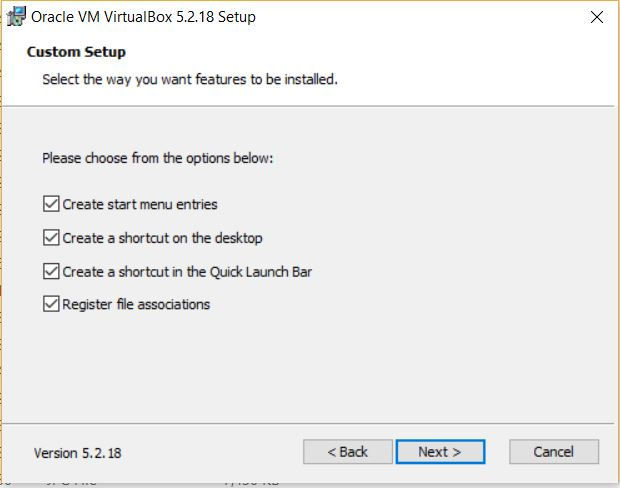 Oracle VM VirtualBox 5.2.18 Setup
Custom Setup
Select the way you want features to be installed.
Please choose from the options below:
Create start menu entries
Create a shortcut on the desktop
Create a shortcut in the Quick Launch Bar
Register file associations
Version 5.2.18
< Back
Next >
Cancel